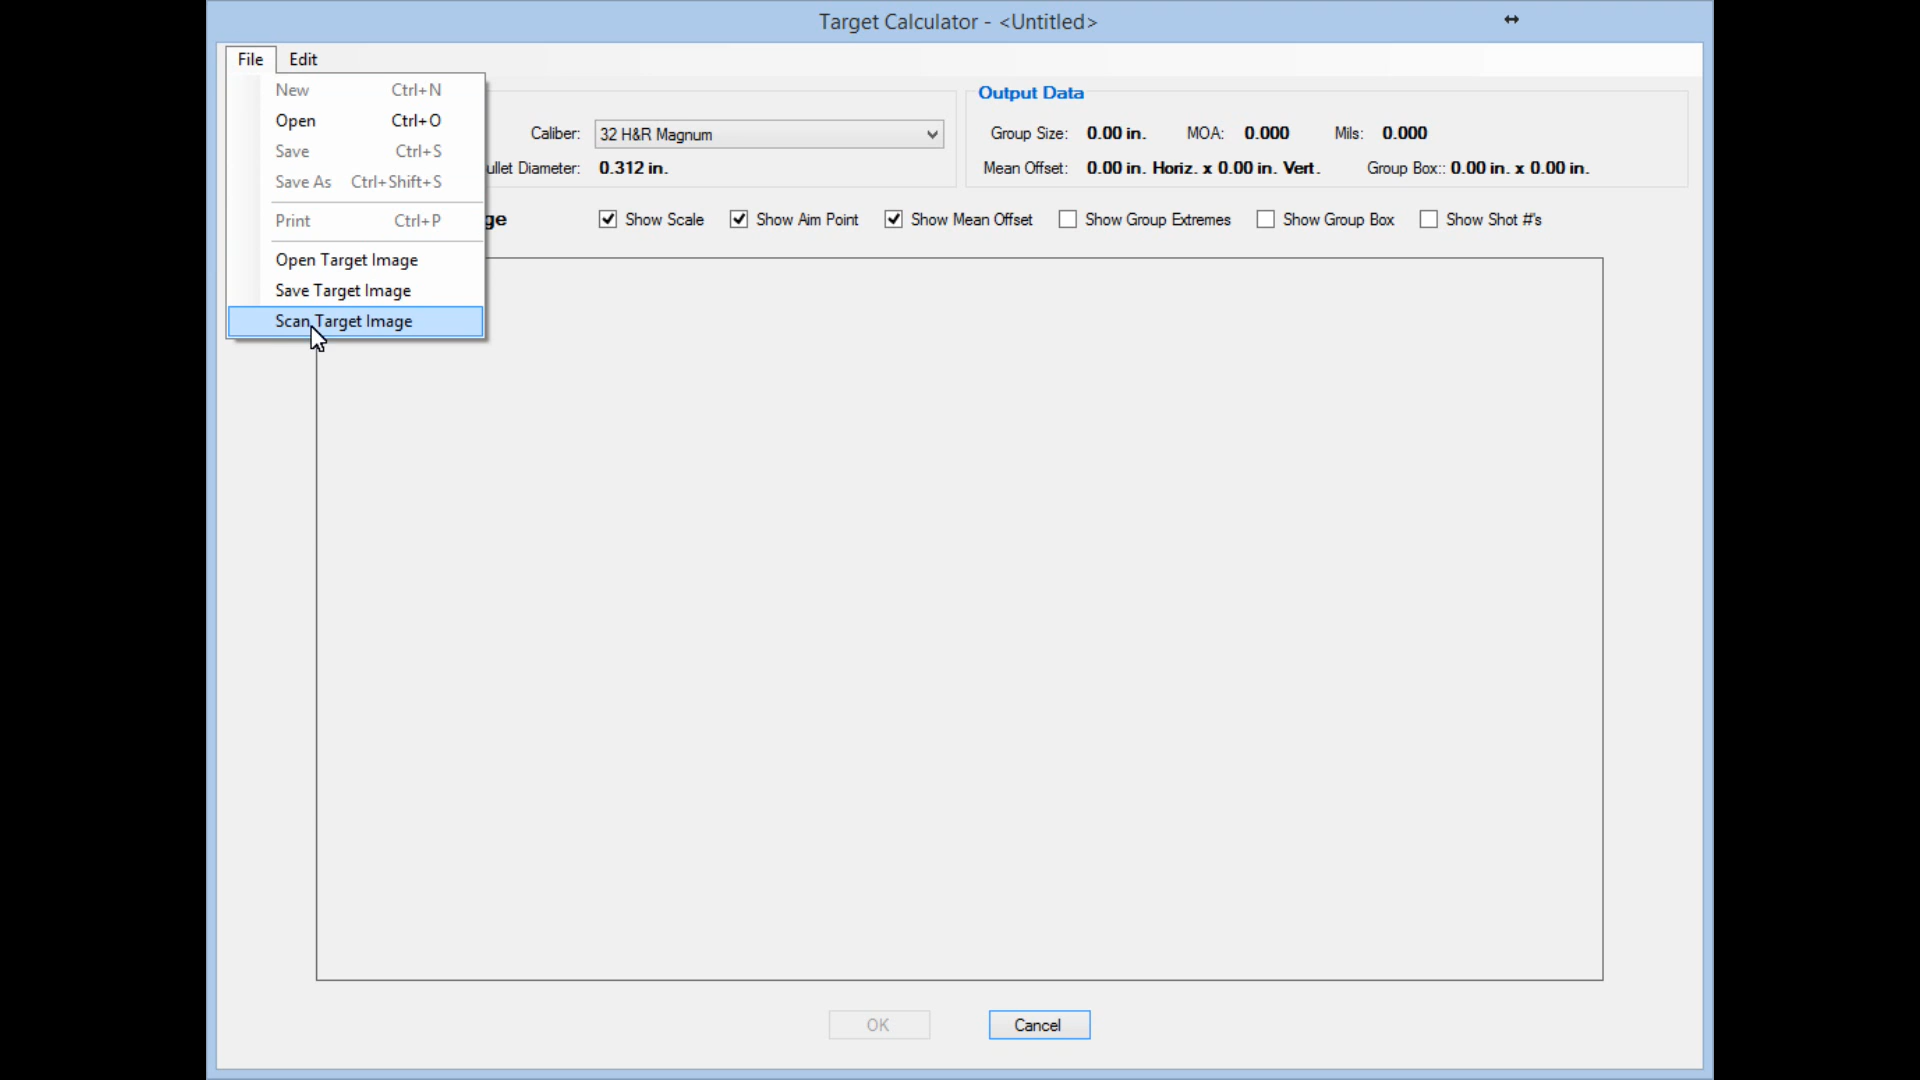 Target Calculator - <Untitled>
File Edit
New Ctrl+N
Open Ctrl+O
Save Ctrl+S
Save As Ctrl+Shift+S
Print Ctrl+P
Open Target Image
Save Target Image
Scan Target Image
Caliber: 32 H&R Magnum
ullet Diameter: 0.312 in.
Output Data
Group Size: 0.00 in. MOA: 0.000 Mils: 0.000
Mean Offset: 0.00 in. Horiz. x 0.00 in. Vert. Group Box:: 0.00 in. x 0.00 in.
ge Show Scale Show Aim Point Show Mean Offset Show Group Extremes Show Group Box Show Shot #'s
OK Cancel